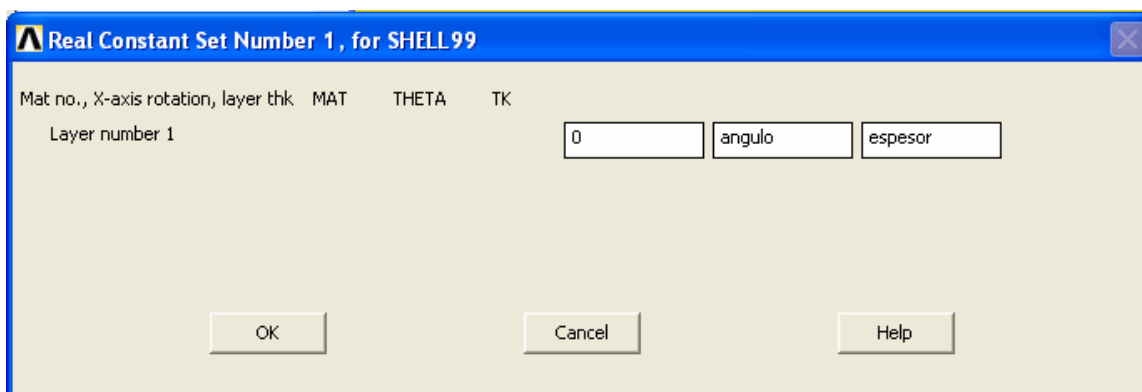 Real Constant Set Number 1, for SHELL99
Mat no., X-axis rotation, layer thk MAT THETA TK
Layer number 1 0 angulo espesor
OK Cancel Help